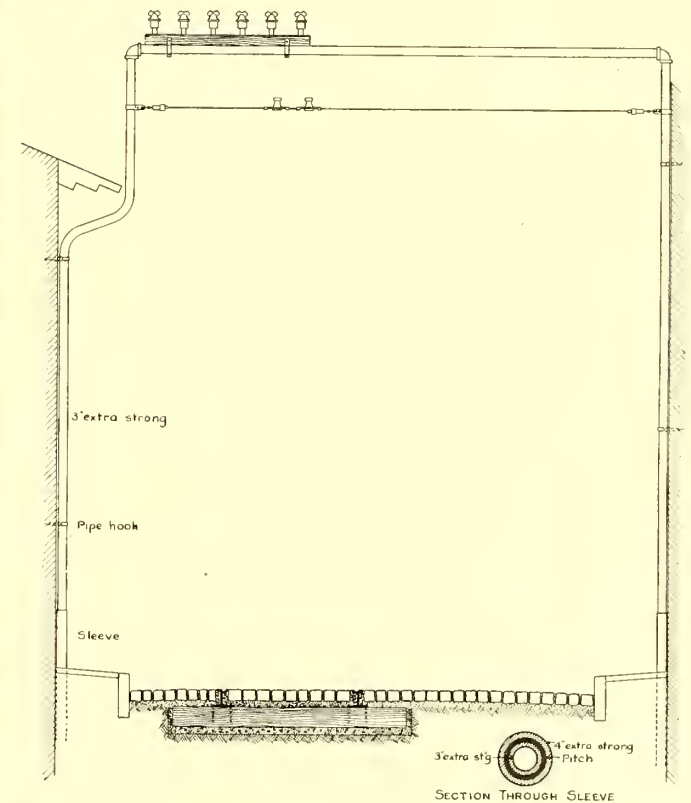 3"extra strong
Pipe hook
Sleeve
4"extra strong
3"extra st'g
Pitch
SECTION THROUGH SLEEVE